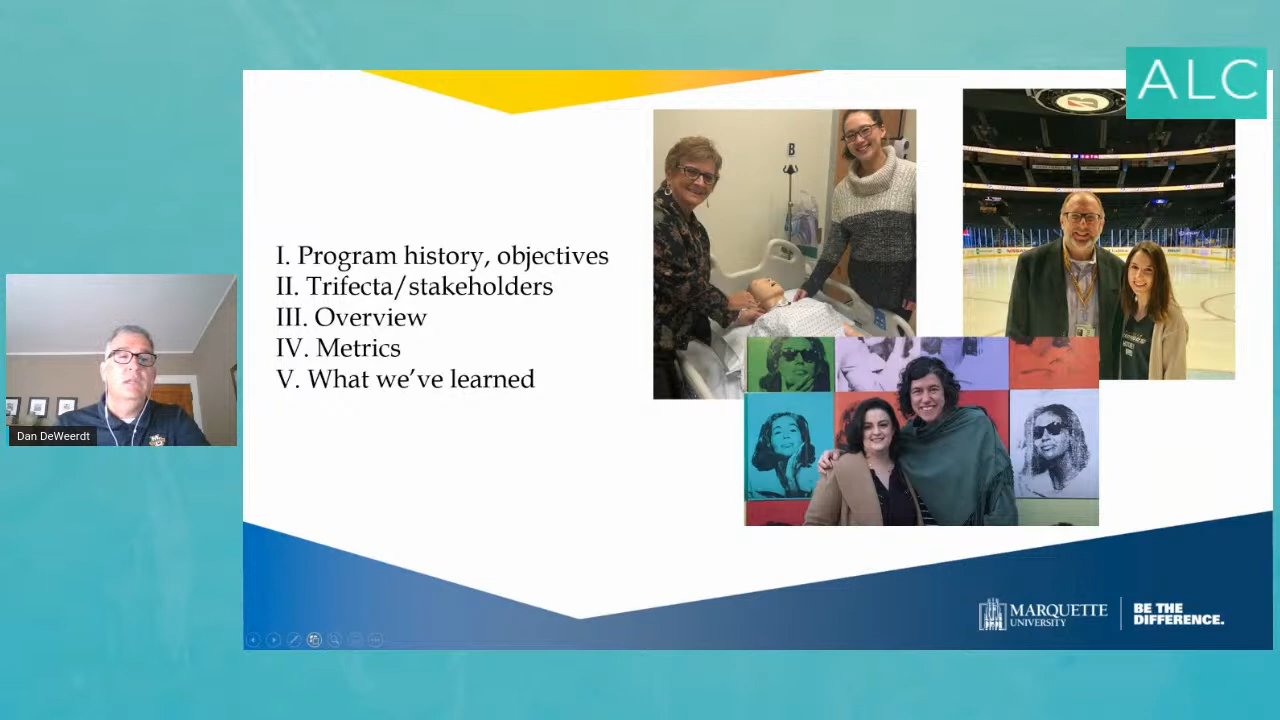 ALC
B
B
I. Program history, objectives
II. Trifecta/stakeholders
III. Overview
IV. Metrics
V. What we've learned
Dan DeWeerdt
MARQUETTE
UNIVERSITY
BE THE
DIFFERENCE.